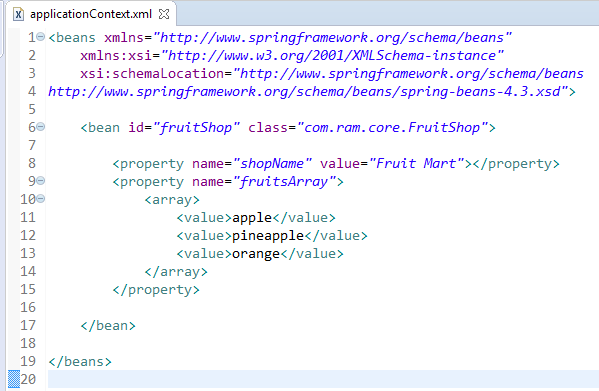 applicationContext.xml
1 <beans xmlns="http://www.springframework.org/schema/beans"
2 xmlns:xsi="http://www.w3.org/2001/XMLSchema-instance"
3 xsi:schemaLocation="http://www.springframework.org/schema/beans
4 http://www.springframework.org/schema/beans/spring-beans-4.3.xsd">
5
6 <bean id="fruitShop" class="com.ram.core.FruitShop">
7
8 <property name="shopName" value="Fruit Mart"></property>
9 <property name="fruitsArray">
10 <array>
11 <value>apple</value>
12 <value>pineapple</value>
13 <value>orange</value>
14 </array>
15 </property>
16
17 </bean>
18
19 </beans>
20